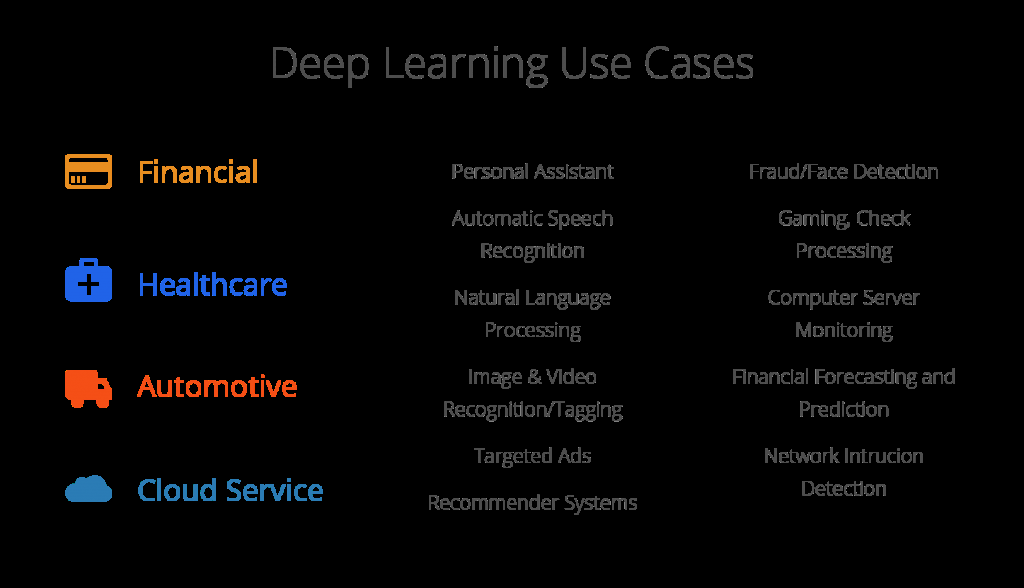 Deep Learning Use Cases
Financial
Healthcare
Automotive
Cloud Service
Personal Assistant
Automatic Speech
Recognition
Natural Language
Processing
Image & Video
Recognition/Tagging
Targeted Ads
Recommender Systems
Fraud/Face Detection
Gaming, Check
Processing
Computer Server
Monitoring
Financial Forecasting and
Prediction
Network Intrucion
Detection